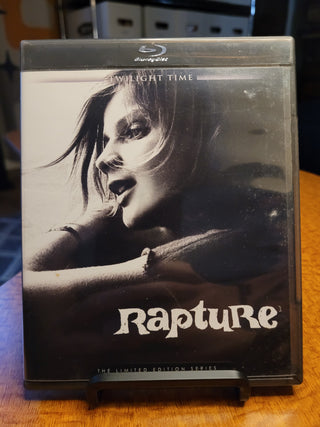 Blu-ray Disc
TWILIGHT TIME
RaptuRe
THE LIMITED EDITION SERIES